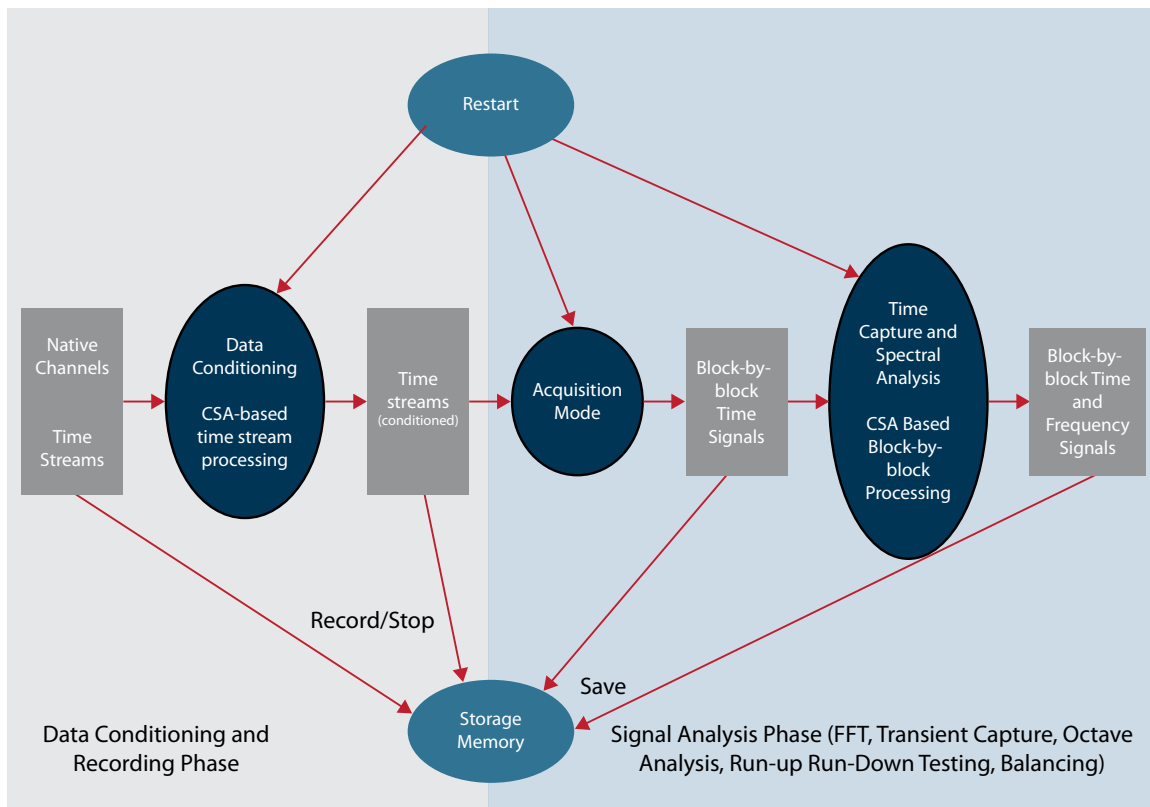 Restart
Native
Channels
Time
Streams
Data
Conditioning
CSA-based
time stream
processing
Time
streams
(conditioned)
Acquisition
Mode
Block-by-
block
Time
Signals
Time
Capture and
Spectral
Analysis
CSA Based
Block-by-
block
Processing
Block-by-
block Time
and
Frequency
Signals
Record/Stop
Save
Storage
Memory
Data Conditioning and
Recording Phase
Signal Analysis Phase (FFT, Transient Capture, Octave
Analysis, Run-up Run-Down Testing, Balancing)